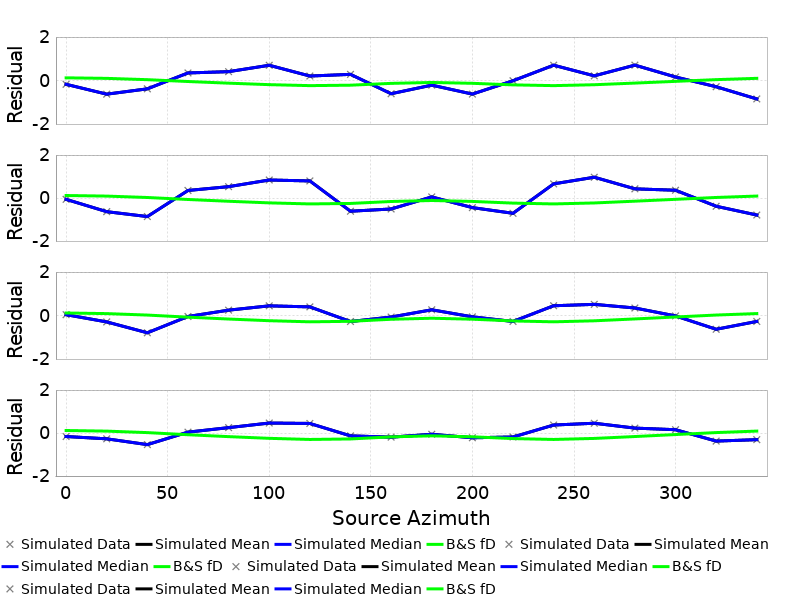 2
0
-2
Residual
2
0
-2
Residual
2
0
-2
Residual
2
0
-2
Residual
0 50 100 150 200 250 300
Source Azimuth
× Simulated Data Simulated Mean Simulated Median B&S fD × Simulated Data Simulated Mean
Simulated Median B&S fD × Simulated Data Simulated Mean Simulated Median B&S fD
× Simulated Data Simulated Mean Simulated Median B&S fD